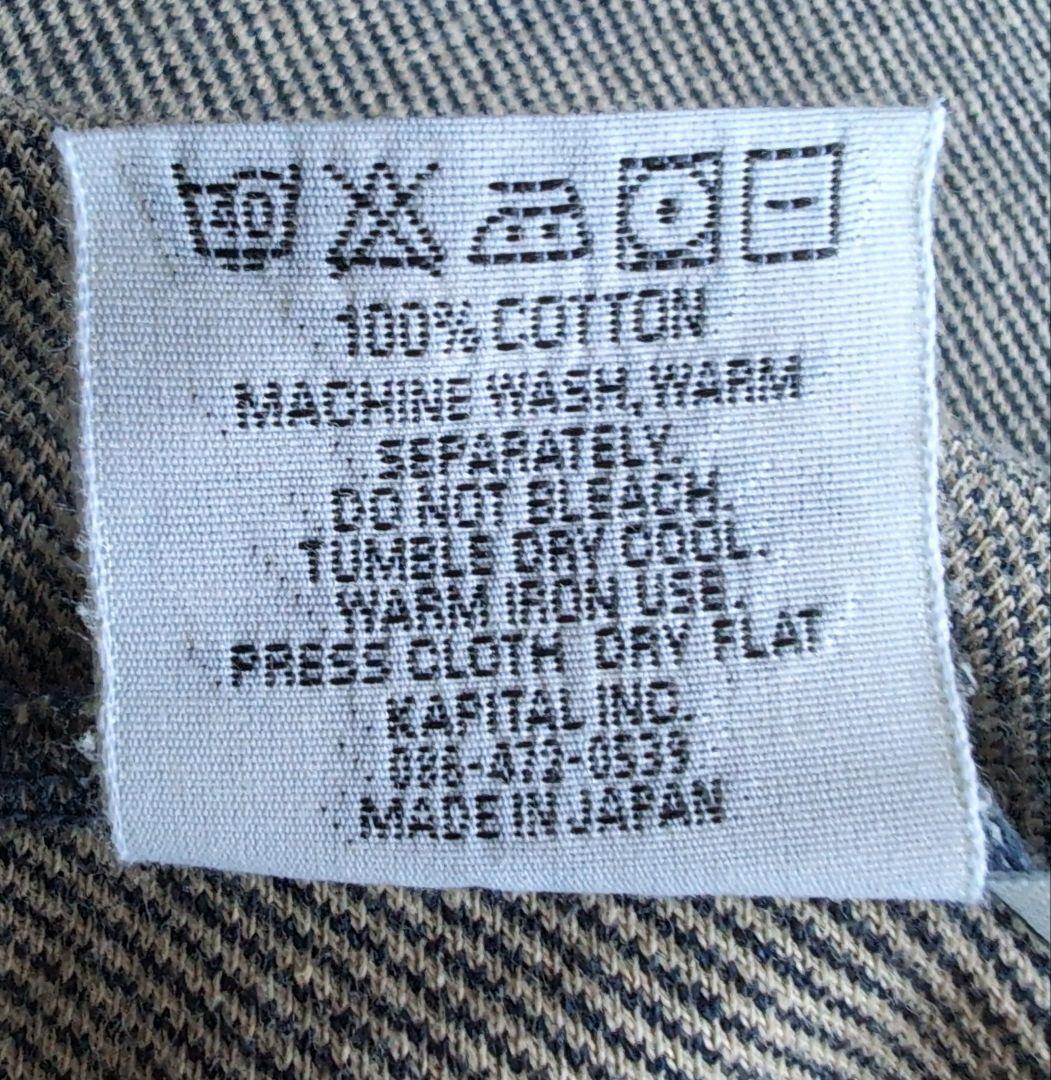 30
100% COTTON
MACHINE WASH, WARM
SEPARATELY.
DO NOT BLEACH.
TUMBLE DRY, COOL.
WARM IRON USE.
PRESS CLOTH DRY FLAT
KAPITAL INC.
086-472-0539
MADE IN JAPAN